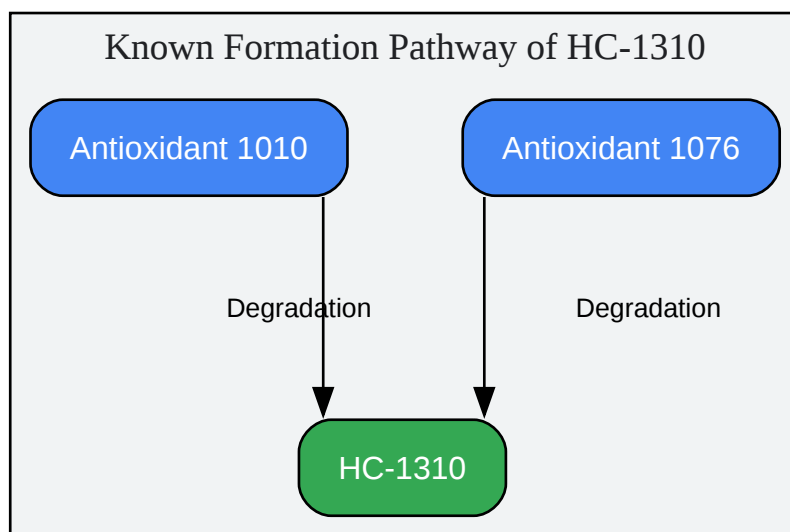 Known Formation Pathway of HC-1310
Antioxidant 1010
Antioxidant 1076
Degradation
Degradation
HC-1310